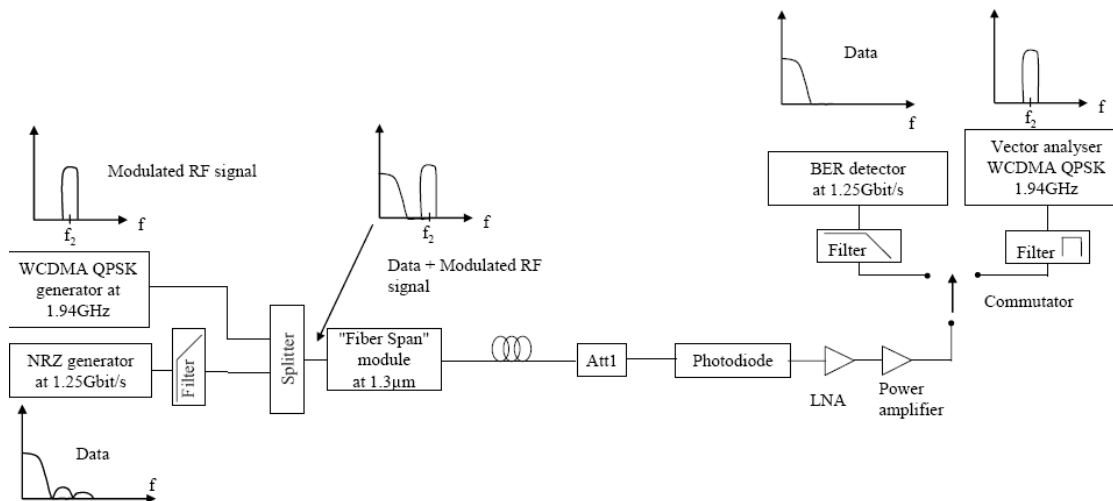 Data
f
f2
f
Vector analyser
WCDMA QPSK
1.94GHz
BER detector
at 1.25Gbit/s
Filter
Filter
Commutator
Modulated RF signal
f
f2
f
f2
Data + Modulated RF
signal
WCDMA QPSK
generator at
1.94GHz
NRZ generator
at 1.25Gbit/s
Filter
Splitter
"Fiber Span"
module
at 1.3µm
Att1
Photodiode
LNA
Power
amplifier
Data
f